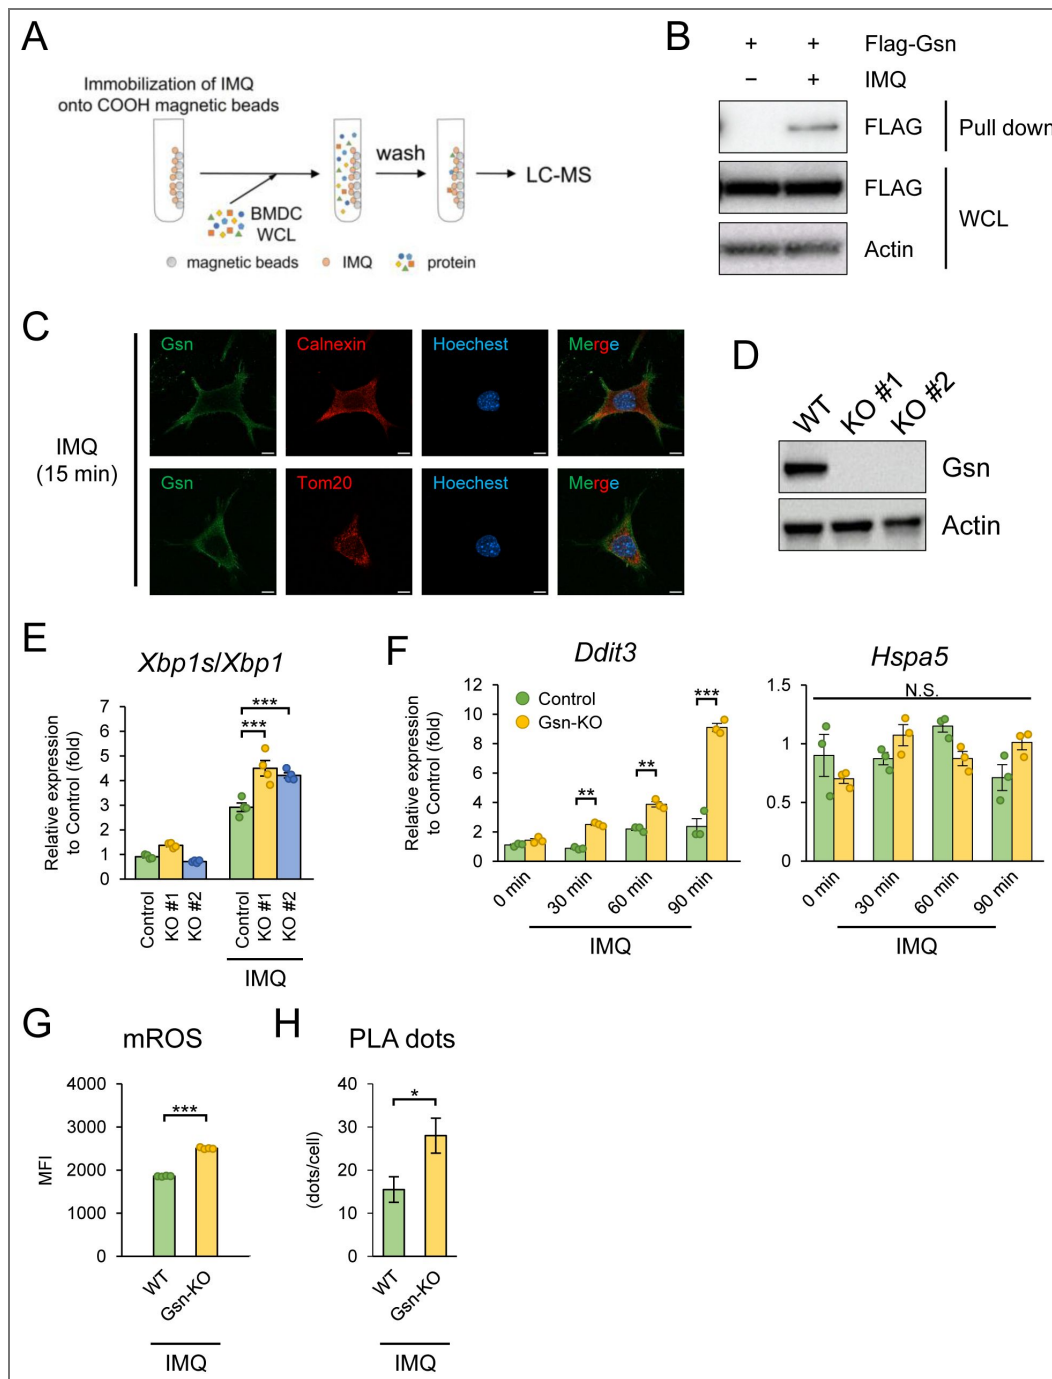 A
Immobilization of IMQ
onto COOH magnetic beads
wash
LC-MS
BMDC
WCL
magnetic beads
IMQ
protein
B
+ + Flag-Gsn
− + IMQ
FLAG
Pull down
FLAG
WCL
Actin
C
Gsn Calnexin Hoechest Merge
IMQ
(15 min)
Gsn Tom20 Hoechest Merge
D
WT KO #1 KO #2
Gsn
Actin
E
Xbp1s/Xbp1
Relative expression
to Control (fold)
7
6
5
4
3
2
1
0
***
***
Control KO #1 KO #2 Control KO #1 KO #2
IMQ
F
Ddit3
Relative expression
to Control (fold)
12
10
8
6
4
2
0
Control
Gsn-KO
**
**
***
0 min 30 min 60 min 90 min
IMQ
Hspa5
1.5
1
0.5
0
N.S.
0 min 30 min 60 min 90 min
IMQ
G
mROS
MFI
4000
3000
2000
1000
0
***
WT Gsn-KO
IMQ
H
PLA dots
(dots/cell)
40
30
20
10
0
*
WT Gsn-KO
IMQ